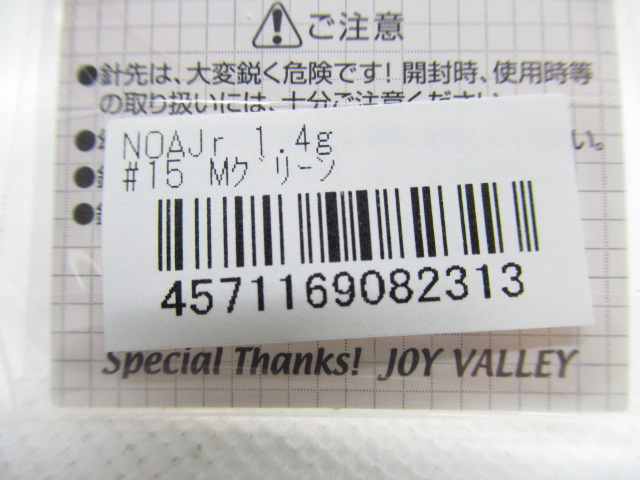 ご注意
●針先は、大変鋭く危険です!開封時、使用時等
の取り扱いには、十分ご注意ください
●
い。
●
●
NOAJr 1.4g
#15 Mグリーン
4571169082313
Special Thanks! JOY VALLEY